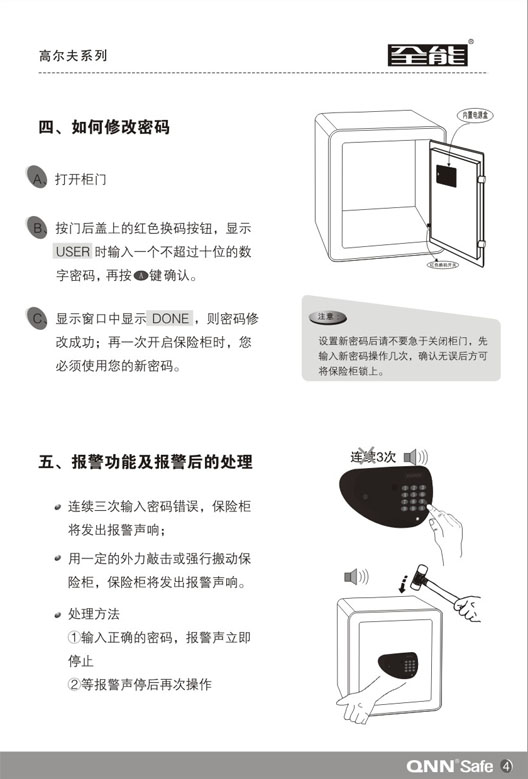 高尔夫系列
全能®
四、如何修改密码
内置电源盒
A、打开柜门
B、按门后盖上的红色换码按钮，显示
USER 时输入一个不超过十位的数
字密码，再按A键确认。
红色换码开关
C、显示窗口中显示 DONE ，则密码修
改成功；再一次开启保险柜时，您
必须使用您的新密码。
注意
设置新密码后请不要急于关闭柜门，先
输入新密码操作几次，确认无误后方可
将保险柜锁上。
五、报警功能及报警后的处理
连续3次
连续三次输入密码错误，保险柜
将发出报警声响；
用一定的外力敲击或强行搬动保
险柜，保险柜将发出报警声响。
处理方法
①输入正确的密码，报警声立即
停止
②等报警声停后再次操作
QNN® Safe 4